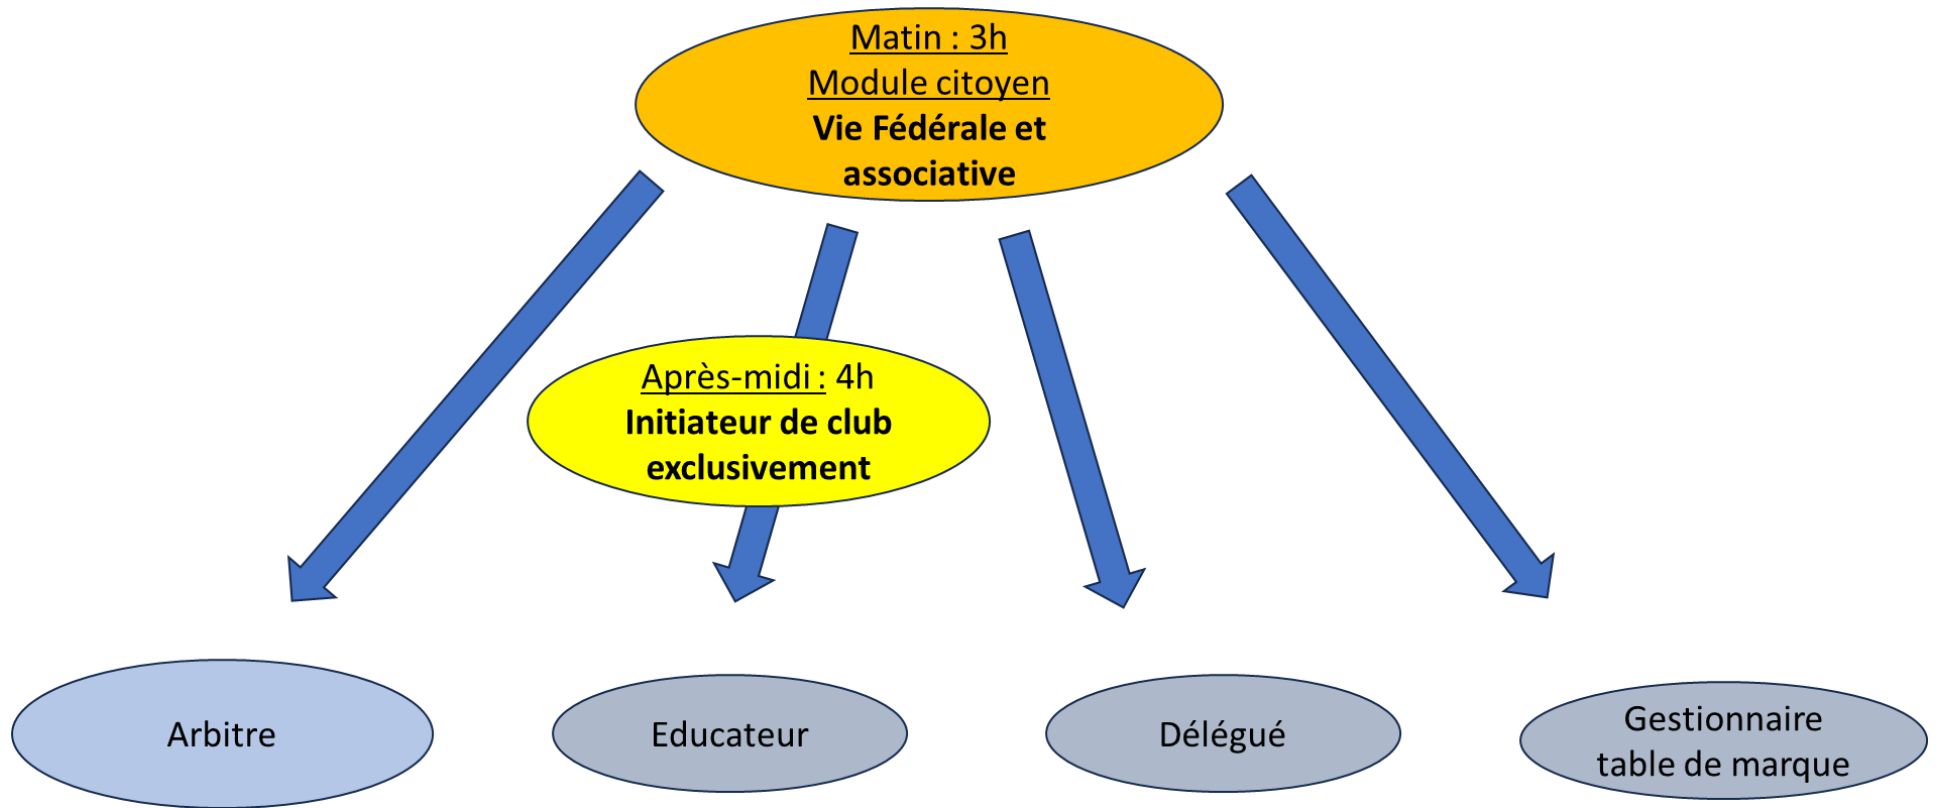 Matin : 3h
Module citoyen
Vie Fédérale et
associative
Après-midi : 4h
Initiateur de club
exclusivement
Arbitre
Educateur
Délégué
Gestionnaire
table de marque